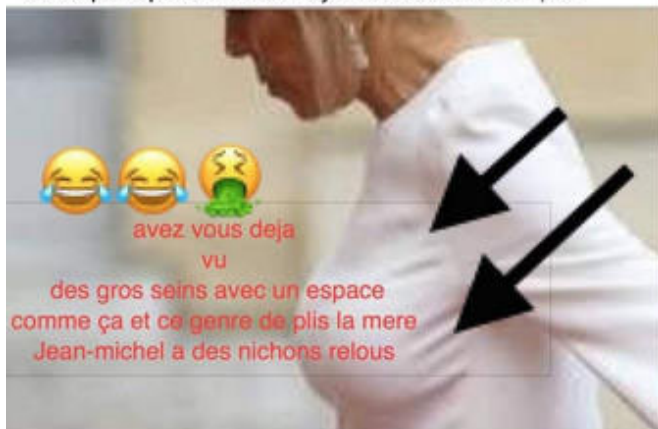 avez vous deja
vu
des gros seins avec un espace
comme ça et ce genre de plis la mere
Jean-michel a des nichons relous